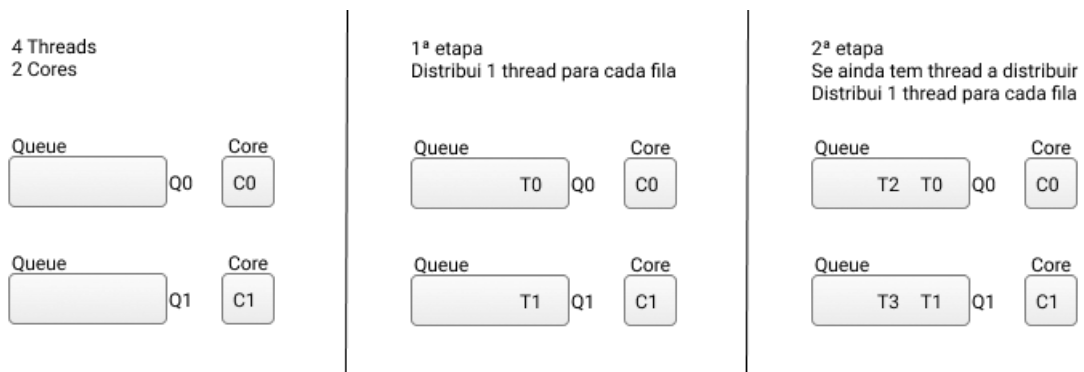 4 Threads
2 Cores
Queue Core
Q0 C0
Queue Core
Q1 C1
1ª etapa
Distribui 1 thread para cada fila
Queue Core
T0 Q0 C0
Queue Core
T1 Q1 C1
2ª etapa
Se ainda tem thread a distribuir
Distribui 1 thread para cada fila
Queue Core
T2 T0 Q0 C0
Queue Core
T3 T1 Q1 C1